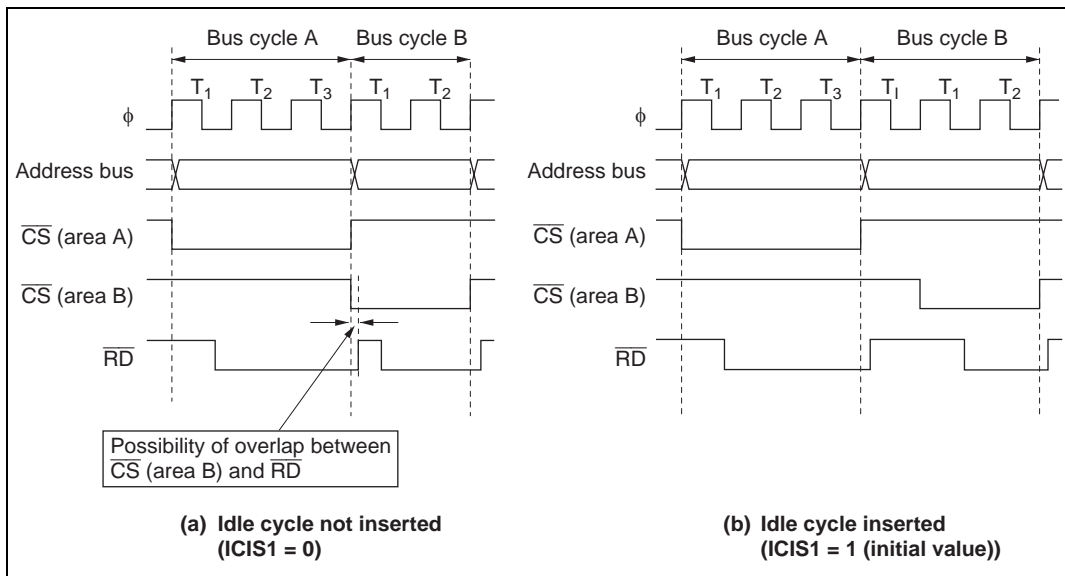 Bus cycle A Bus cycle B
T1 T2 T3 T1 T2
ϕ
Address bus
CS (area A)
CS (area B)
RD
Possibility of overlap between
CS (area B) and RD
(a) Idle cycle not inserted
(ICIS1 = 0)
Bus cycle A Bus cycle B
T1 T2 T3 TI T1 T2
ϕ
Address bus
CS (area A)
CS (area B)
RD
(b) Idle cycle inserted
(ICIS1 = 1 (initial value))